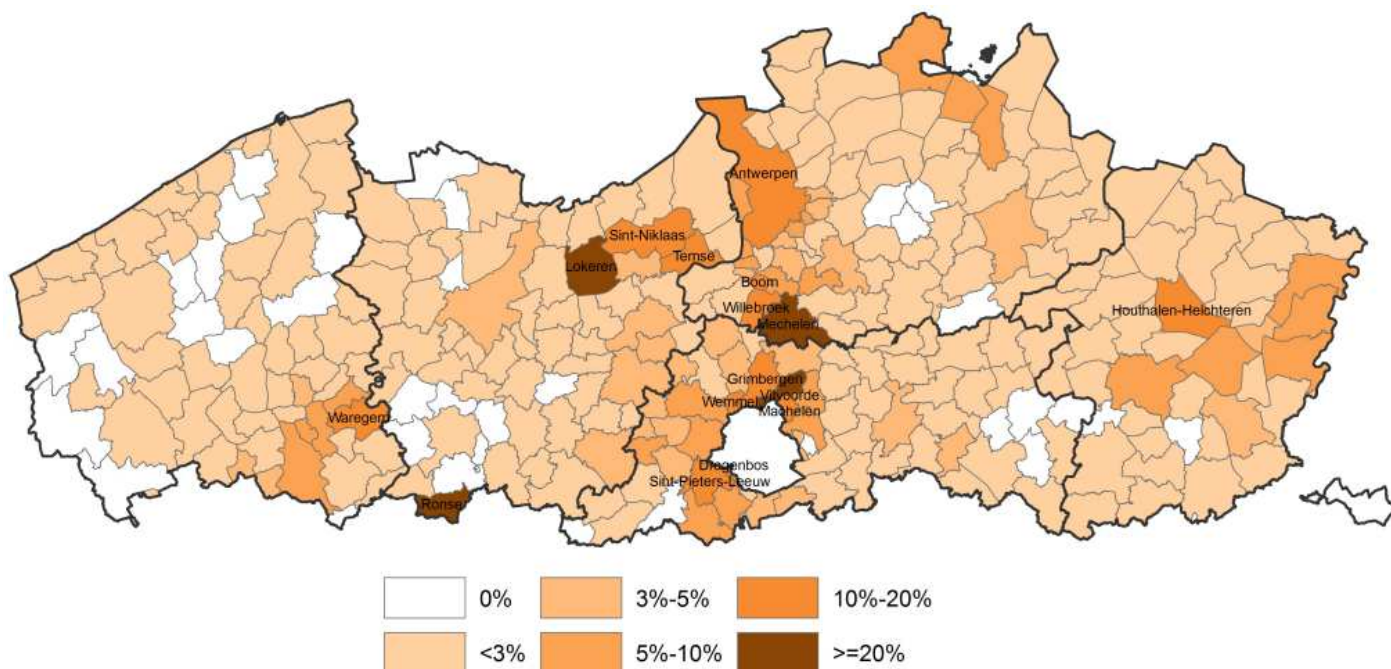 Antwerpen
Sint-Niklaas
Temse
Lokeren
Boom
Willebroek
Mechelen
Houthalen-Helchteren
Grimbergen
Vilvoorde
Wemmel
Machelen
Waregem
Drogenbos
Sint-Pieters-Leeuw
Ronse
0% 3%-5% 10%-20%
<3% 5%-10% >=20%